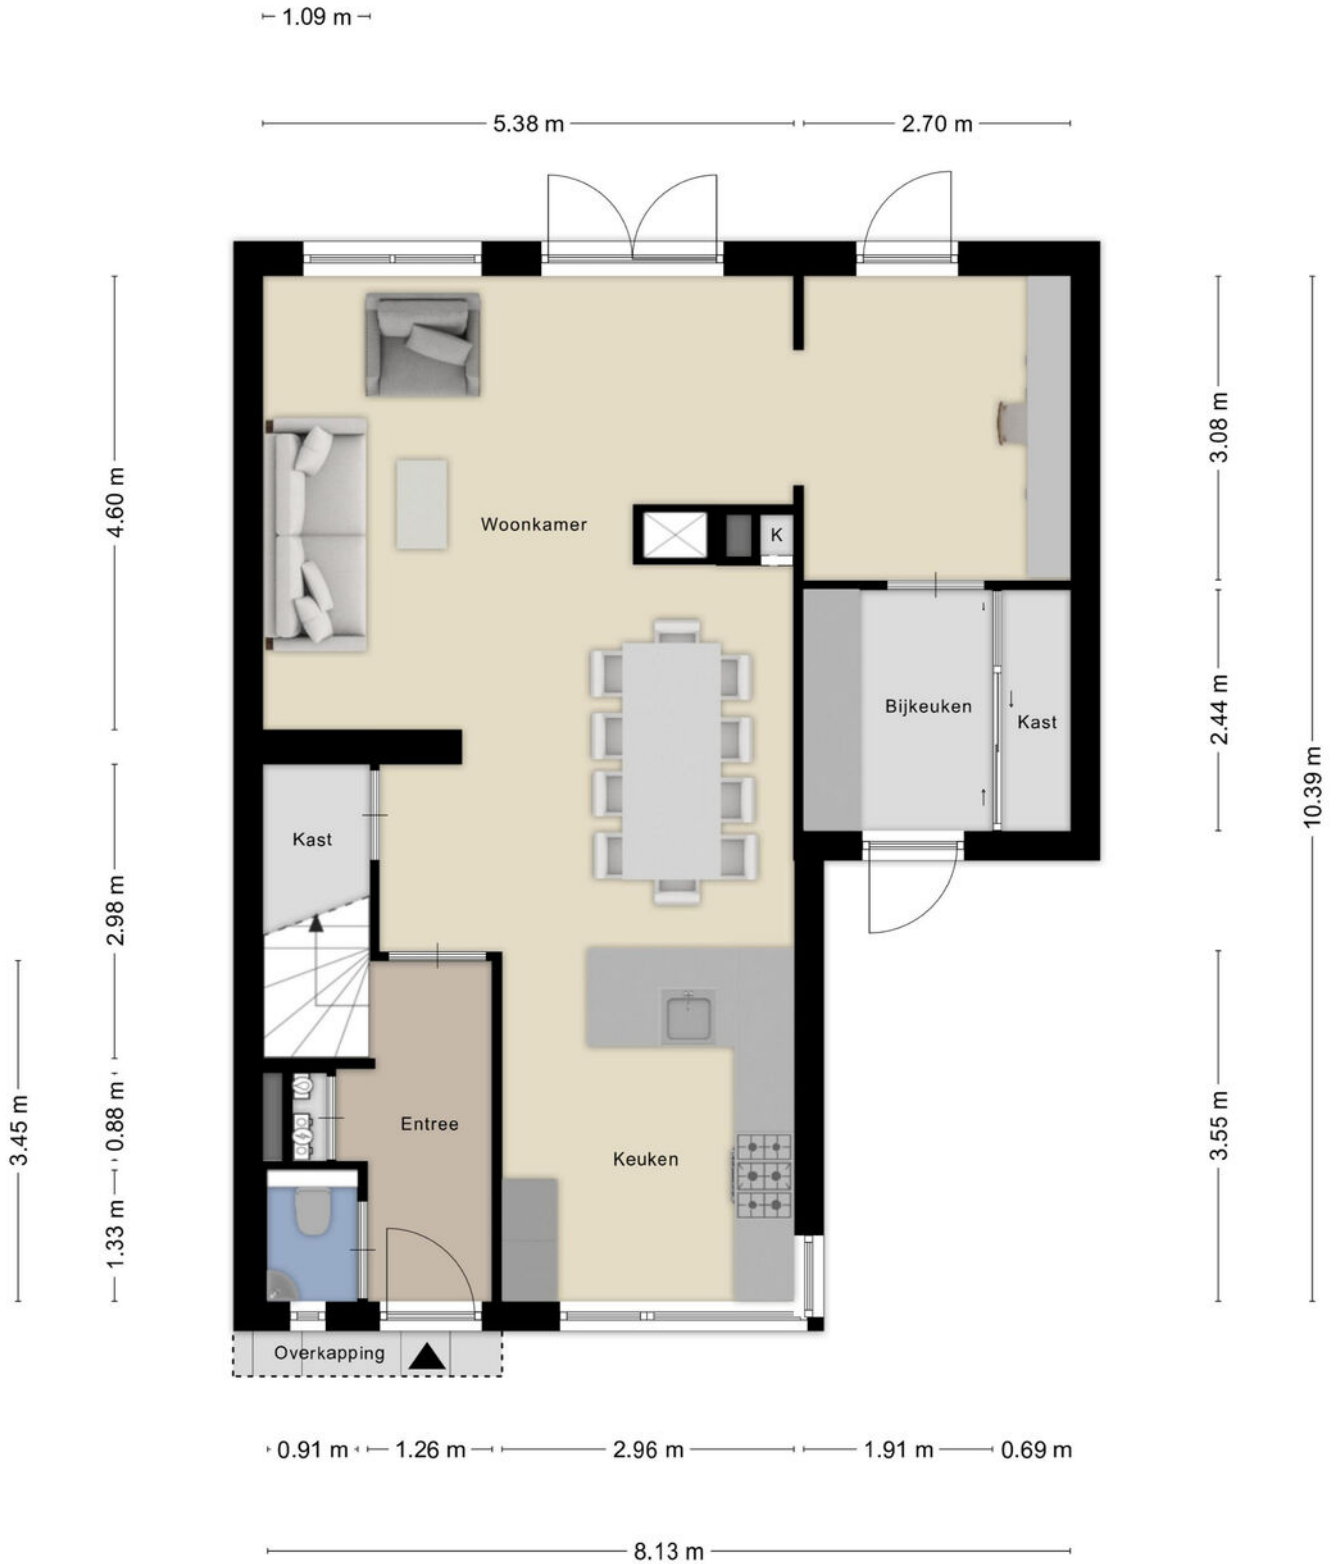 1.09 m
5.38 m
2.70 m
4.60 m
3.08 m
Woonkamer
K
Bijkeuken
Kast
2.44 m
10.39 m
Kast
2.98 m
3.45 m
0.88 m
Entree
Keuken
3.55 m
1.33 m
Overkapping
0.91 m
1.26 m
2.96 m
1.91 m
0.69 m
8.13 m